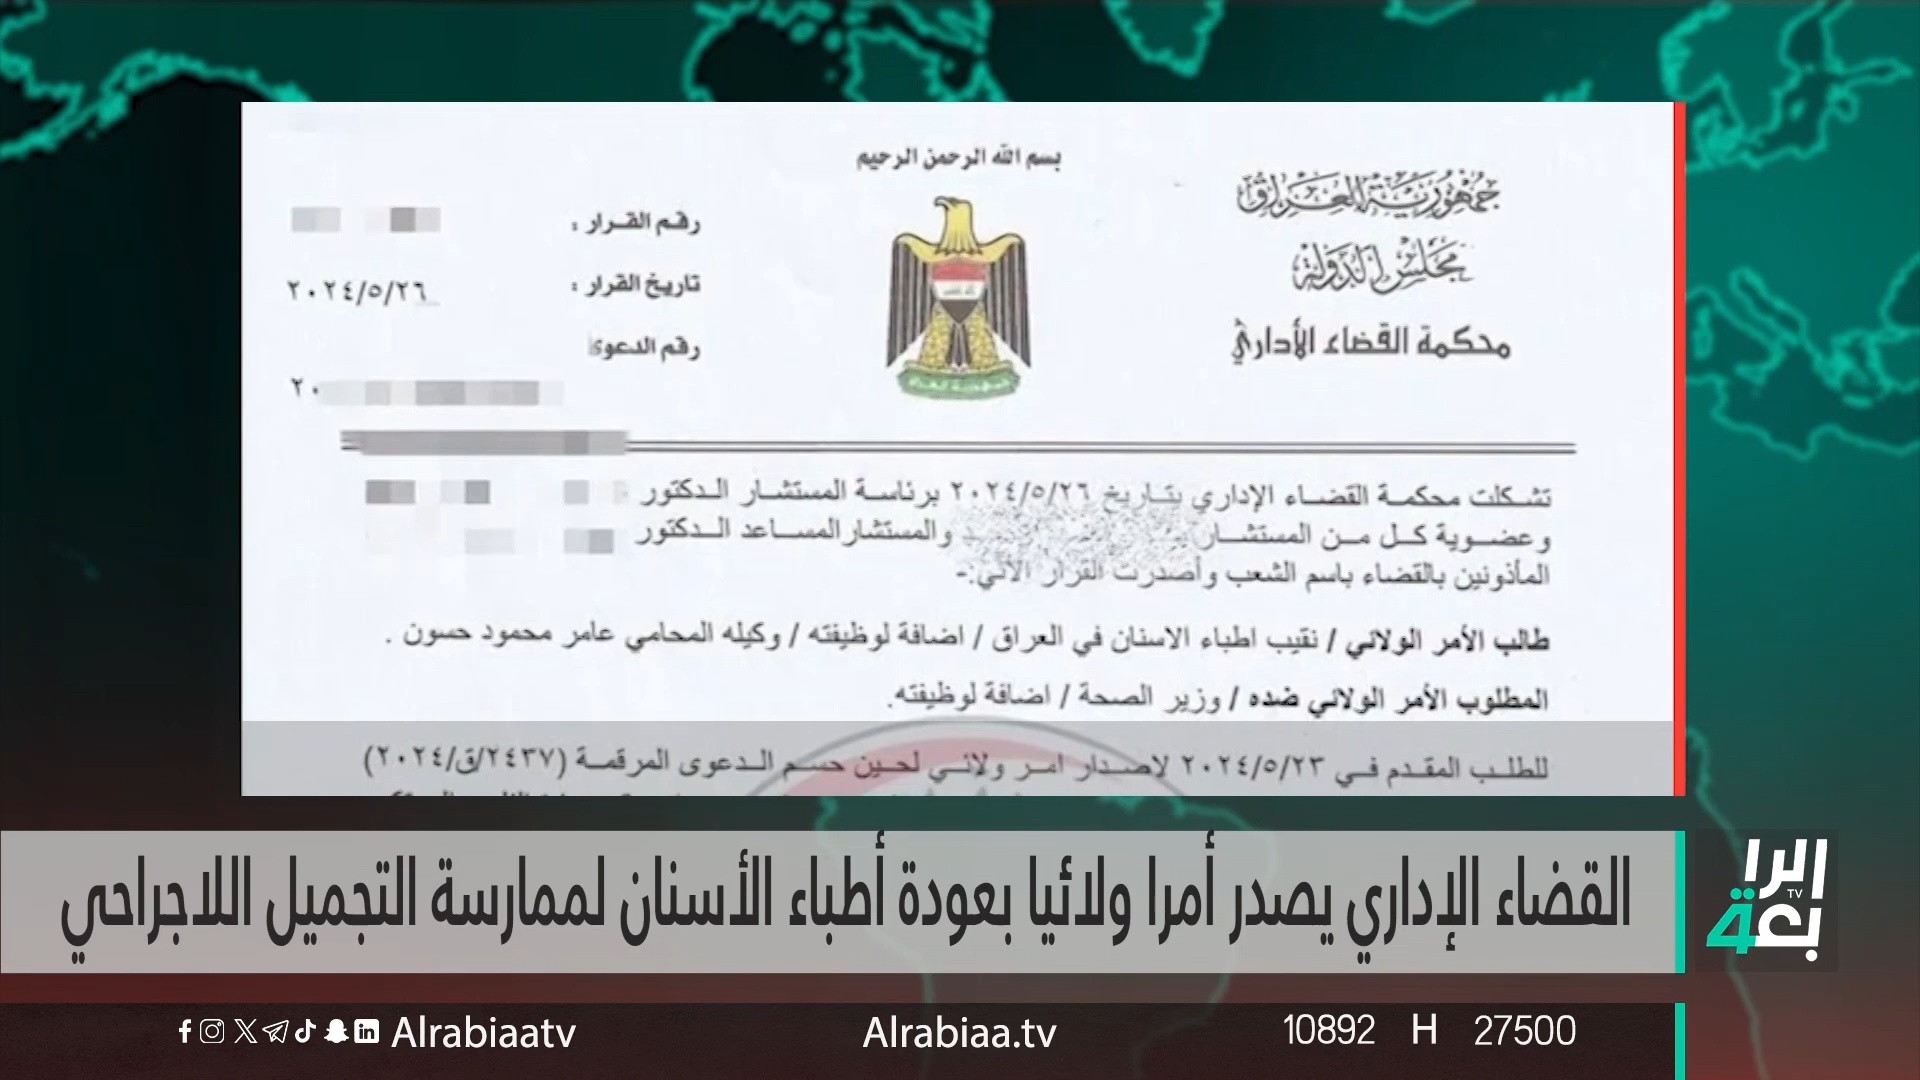 بسم الله الرحمن الرحيم
جمهورية العراق
مجلس الدولة
محكمة القضاء الأداري
رقم القرار :
تاريخ القرار : ٢٠٢٤/٥/٢٦
رقم الدعوى
٢٠
تشكلت محكمة القضاء الإداري بتاريخ ٢٠٢٤/٥/٢٦ برئاسة المستشار الدكتور
وعضوية كل من المستشار والمستشار المساعد الدكتور
المأذونين بالقضاء باسم الشعب وأصدرت القرار الآتي:-
طالب الأمر الولائي / نقيب اطباء الاسنان في العراق / اضافة لوظيفته / وكيله المحامي عامر محمود حسون .
المطلوب الأمر الولائي ضده / وزير الصحة / اضافة لوظيفته.
للطلب المقدم في ٢٠٢٤/٥/٢٣ لاصدار امر ولائي لحين حسم الدعوى المرقمة (٢٤٣٧/ق/٢٠٢٤)
القضاء الإداري يصدر أمرا ولائيا بعودة أطباء الأسنان لممارسة التجميل اللاجراحي
الرا
TV
بعة
4
Alrabiaatv
Alrabiaa.tv
10892 H 27500